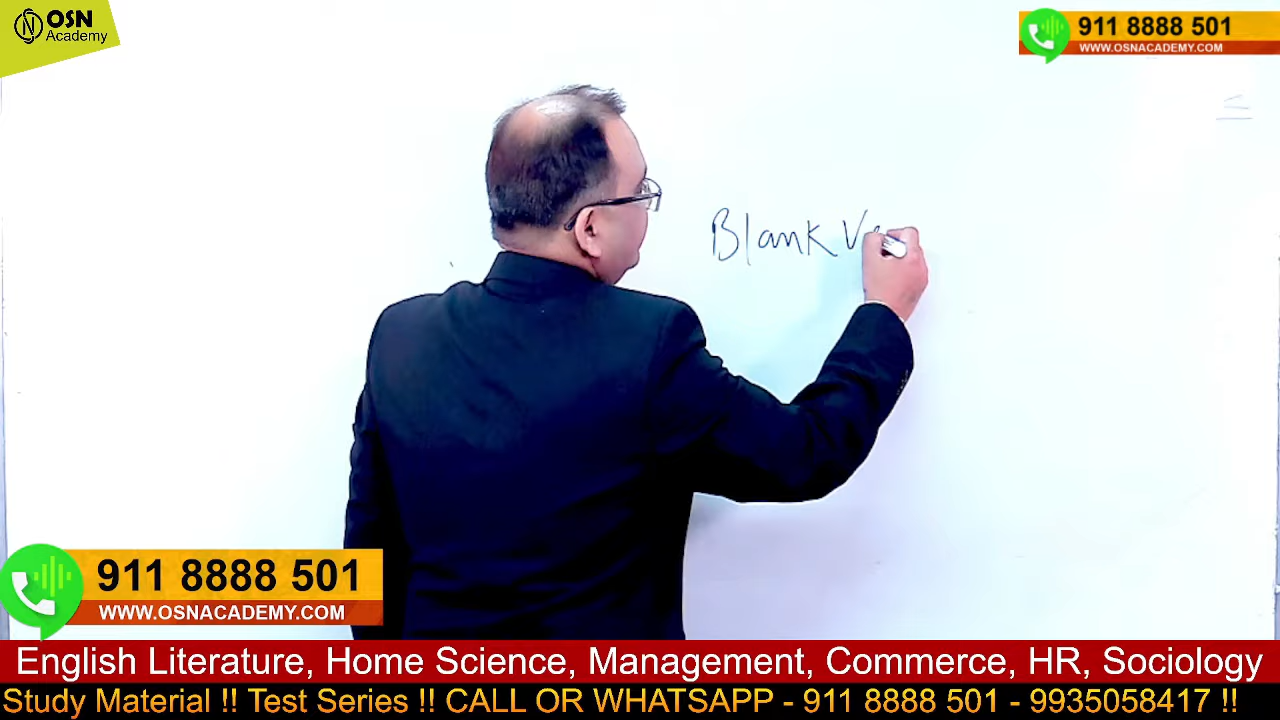 OSN
Academy
911 8888 501
WWW.OSNACADEMY.COM
Blank Ve
911 8888 501
WWW.OSNACADEMY.COM
English Literature, Home Science, Management, Commerce, HR, Sociology
Study Material !! Test Series !! CALL OR WHATSAPP - 911 8888 501 - 9935058417 !!